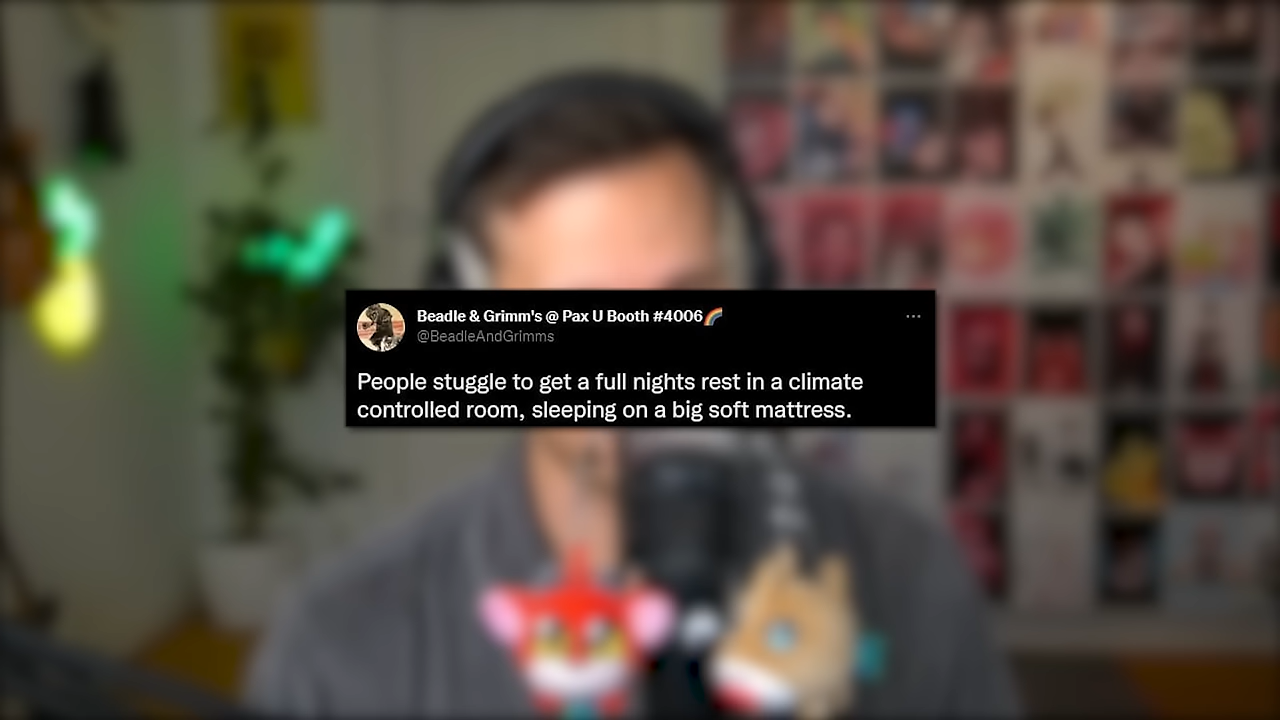 Beadle & Grimm's @ Pax U Booth #4006🌈
@BeadleAndGrimms
People stuggle to get a full nights rest in a climate
controlled room, sleeping on a big soft mattress.